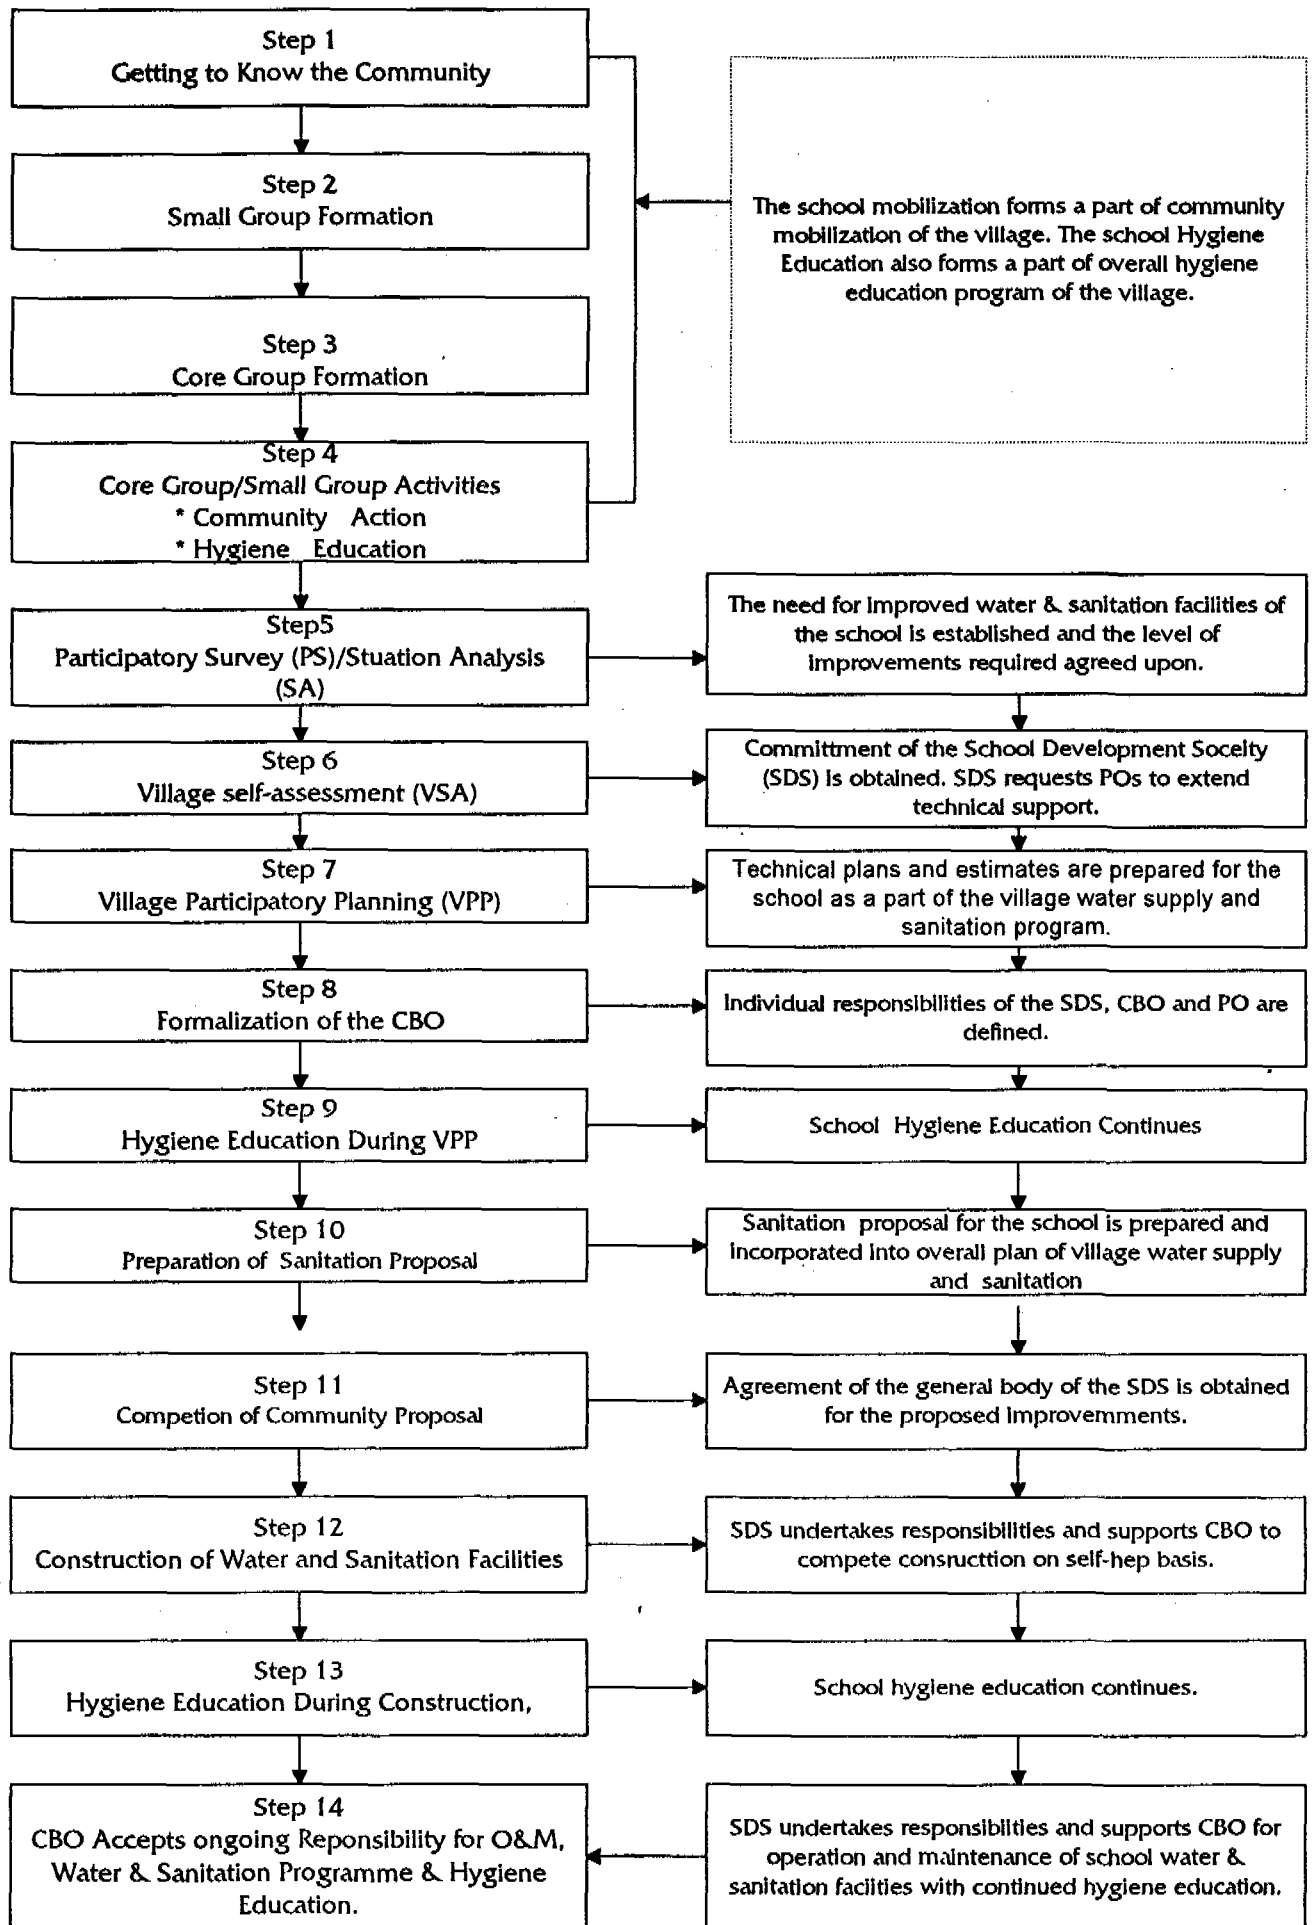 Step 1
Getting to Know the Community
Step 2
Small Group Formation
The school mobilization forms a part of community
mobilization of the village. The school Hygiene
Education also forms a part of overall hygiene
education program of the village.
Step 3
Core Group Formation
Step 4
Core Group/Small Group Activities
* Community Action
* Hygiene Education
Step5
Participatory Survey (PS)/Stuation Analysis
(SA)
The need for improved water & sanitation facilities of
the school is established and the level of
improvements required agreed upon.
Step 6
Village self-assessment (VSA)
Committment of the School Development Socelty
(SDS) is obtained. SDS requests POs to extend
technical support.
Step 7
Village Participatory Planning (VPP)
Technical plans and estimates are prepared for the
school as a part of the village water supply and
sanitation program.
Step 8
Formalization of the CBO
Individual responsibilities of the SDS, CBO and PO are
defined.
Step 9
Hygiene Education During VPP
School Hygiene Education Continues
Step 10
Preparation of Sanitation Proposal
Sanitation proposal for the school is prepared and
incorporated into overall plan of village water supply
and sanitation
Step 11
Competion of Community Proposal
Agreement of the general body of the SDS is obtained
for the proposed improvemments.
Step 12
Construction of Water and Sanitation Facilities
SDS undertakes responsibilities and supports CBO to
compete consructtion on self-hep basis.
Step 13
Hygiene Education During Construction,
School hygiene education continues.
Step 14
CBO Accepts ongoing Reponsibility for O&M,
Water & Sanitation Programme & Hygiene
Education.
SDS undertakes responsiblties and supports CBO for
operation and maintenance of school water &
sanitation facilties with continued hygiene education.